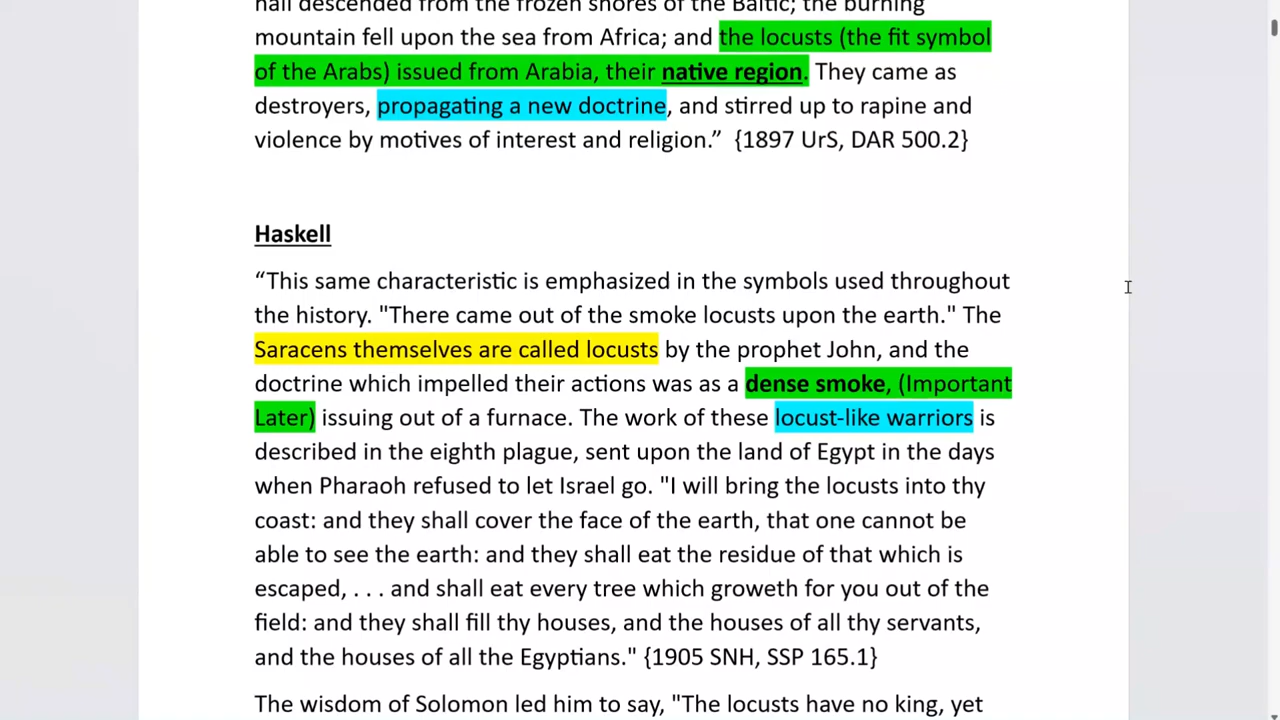 hail descended from the frozen shores of the Baltic; the burning
mountain fell upon the sea from Africa; and the locusts (the fit symbol
of the Arabs) issued from Arabia, their native region. They came as
destroyers, propagating a new doctrine, and stirred up to rapine and
violence by motives of interest and religion.” {1897 UrS, DAR 500.2}
Haskell
“This same characteristic is emphasized in the symbols used throughout
the history. "There came out of the smoke locusts upon the earth." The
Saracens themselves are called locusts by the prophet John, and the
doctrine which impelled their actions was as a dense smoke, (Important
Later) issuing out of a furnace. The work of these locust-like warriors is
described in the eighth plague, sent upon the land of Egypt in the days
when Pharaoh refused to let Israel go. "I will bring the locusts into thy
coast: and they shall cover the face of the earth, that one cannot be
able to see the earth: and they shall eat the residue of that which is
escaped, . . . and shall eat every tree which groweth for you out of the
field: and they shall fill thy houses, and the houses of all thy servants,
and the houses of all the Egyptians." {1905 SNH, SSP 165.1}
The wisdom of Solomon led him to say, "The locusts have no king, yet